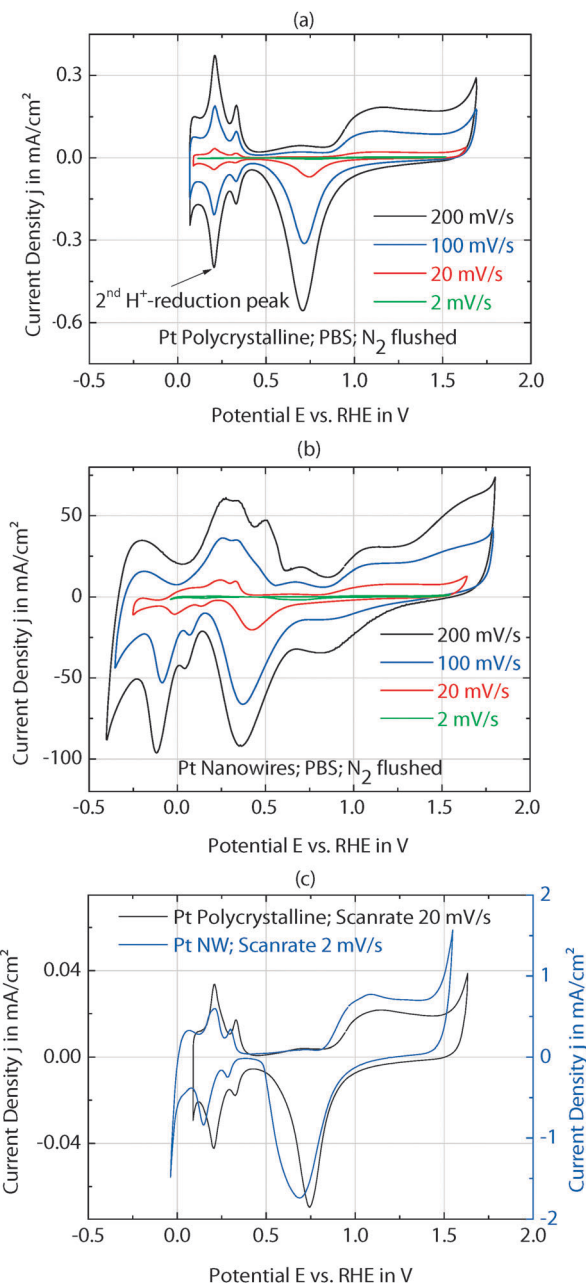 (a)
Current Density j in mA/cm²
0.3
0.0
-0.3
-0.6
200 mV/s
100 mV/s
20 mV/s
2 mV/s
2nd H+-reduction peak
Pt Polycrystalline; PBS; N2 flushed
-0.5 0.0 0.5 1.0 1.5 2.0
Potential E vs. RHE in V
(b)
Current Density j in mA/cm²
50
0
-50
-100
200 mV/s
100 mV/s
20 mV/s
2 mV/s
Pt Nanowires; PBS; N2 flushed
-0.5 0.0 0.5 1.0 1.5 2.0
Potential E vs. RHE in V
(c)
Current Density j in mA/cm²
0.04
0.00
-0.04
Pt Polycrystalline; Scanrate 20 mV/s
Pt NW; Scanrate 2 mV/s
2
1
0
-1
-2
Current Density j in mA/cm²
-0.5 0.0 0.5 1.0 1.5 2.0
Potential E vs. RHE in V